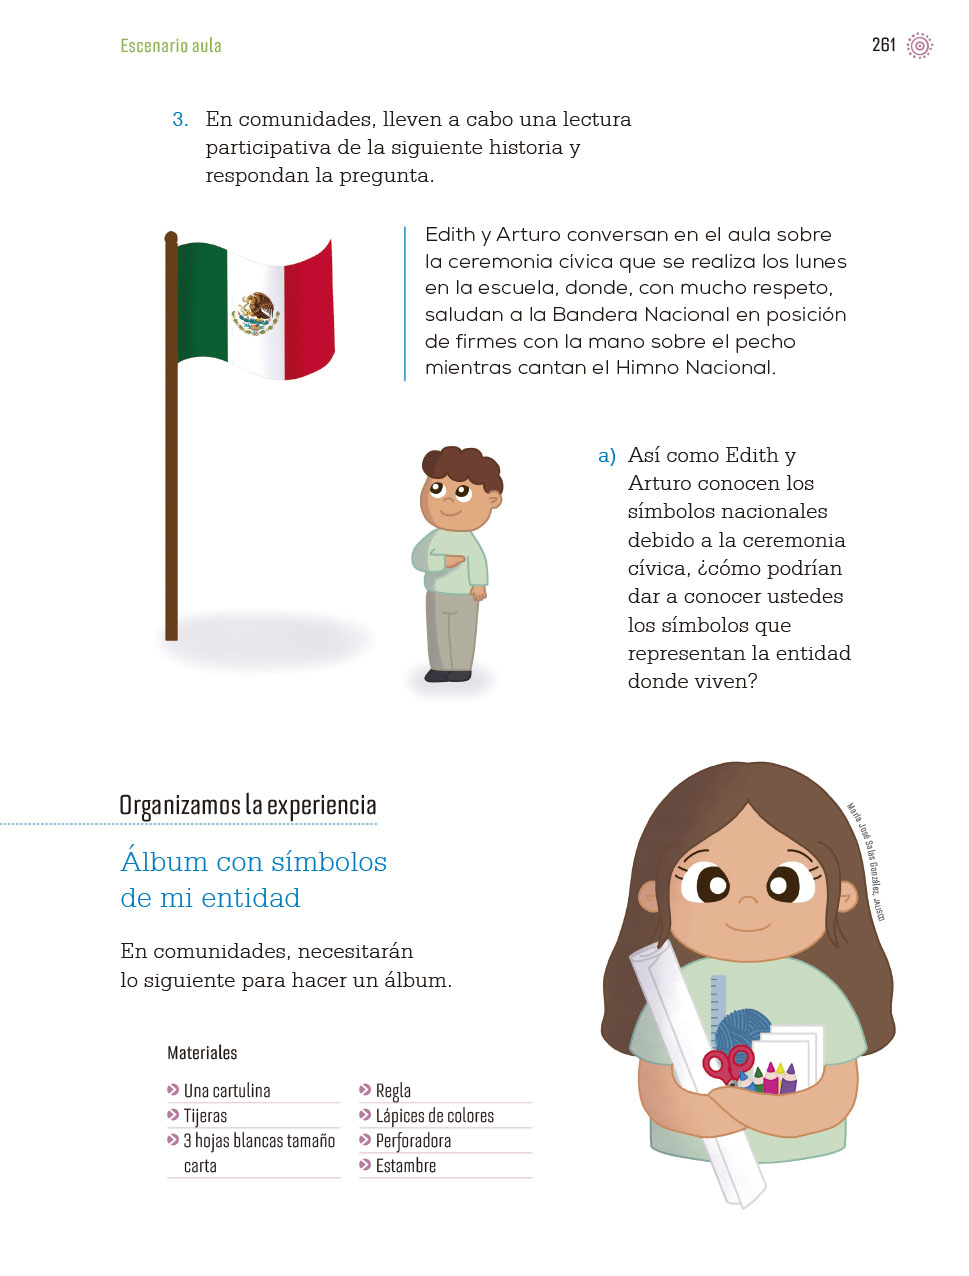 Escenario aula
261
3. En comunidades, lleven a cabo una lectura
participativa de la siguiente historia y
respondan la pregunta.
Edith y Arturo conversan en el aula sobre
la ceremonia cívica que se realiza los lunes
en la escuela, donde, con mucho respeto,
saludan a la Bandera Nacional en posición
de firmes con la mano sobre el pecho
mientras cantan el Himno Nacional.
a) Así como Edith y
Arturo conocen los
símbolos nacionales
debido a la ceremonia
cívica, ¿cómo podrían
dar a conocer ustedes
los símbolos que
representan la entidad
donde viven?
Organizamos la experiencia
Álbum con símbolos
de mi entidad
En comunidades, necesitarán
lo siguiente para hacer un álbum.
María José Salas González, JALISCO
Materiales
Una cartulina
Tijeras
3 hojas blancas tamaño
carta
Regla
Lápices de colores
Perforadora
Estambre